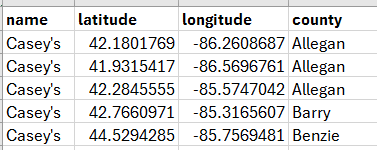 name latitude longitude county
Casey's 42.1801769 -86.2608687 Allegan
Casey's 41.9315417 -86.5696761 Allegan
Casey's 42.2845555 -85.5747042 Allegan
Casey's 42.7660971 -85.3165607 Barry
Casey's 44.5294285 -85.7569481 Benzie